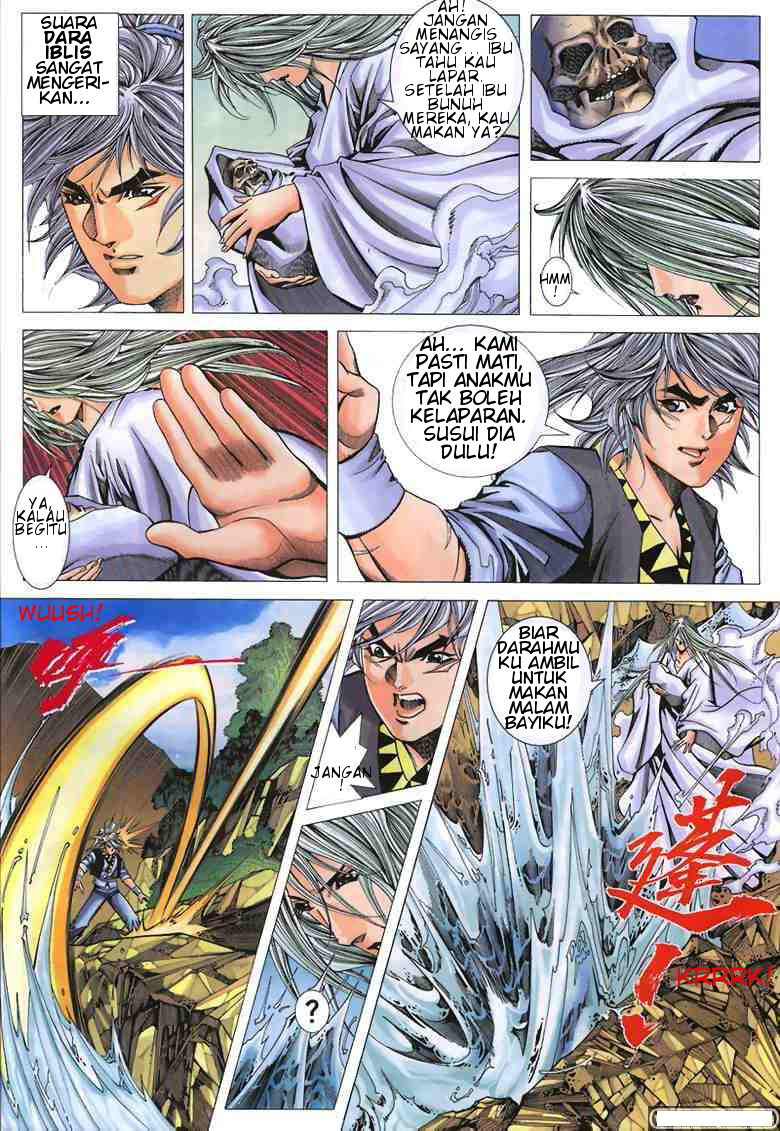 SUARA
DARA
IBLIS
SANGAT
MENGERI-
KAN...
AH!
JANGAN
MENANGIS
SAYANG... IBU
TAHU KAU
LAPAR.
SETELAH IBU
BUNUH
MEREKA, KAU
MAKAN YA?
HMM
!
YA,
KALAU
BEGITU
...
AH... KAMI
PASTI MATI,
TAPI ANAKMU
TAK BOLEH
KELAPARAN.
SUSUI DIA
DULU!
WUUSH!
JANGAN
!
BIAR
DARAHMU
KU AMBIL
UNTUK
MAKAN
MALAM
BAYIKU!
?
蓬!
KRRRK!